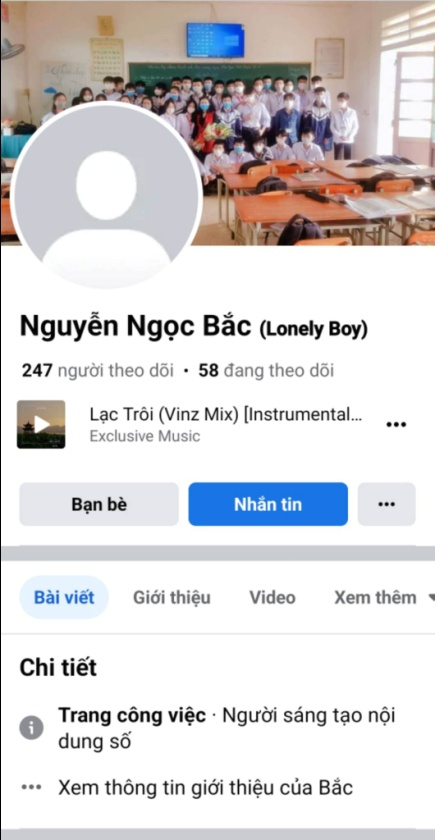 Nguyễn Ngọc Bắc (Lonely Boy)
247 người theo dõi • 58 đang theo dõi
Lạc Trôi (Vinz Mix) [Instrumental...
Exclusive Music
Bạn bè
Nhắn tin
Bài viết Giới thiệu Video Xem thêm
Chi tiết
Trang công việc · Người sáng tạo nội
dung số
Xem thông tin giới thiệu của Bắc